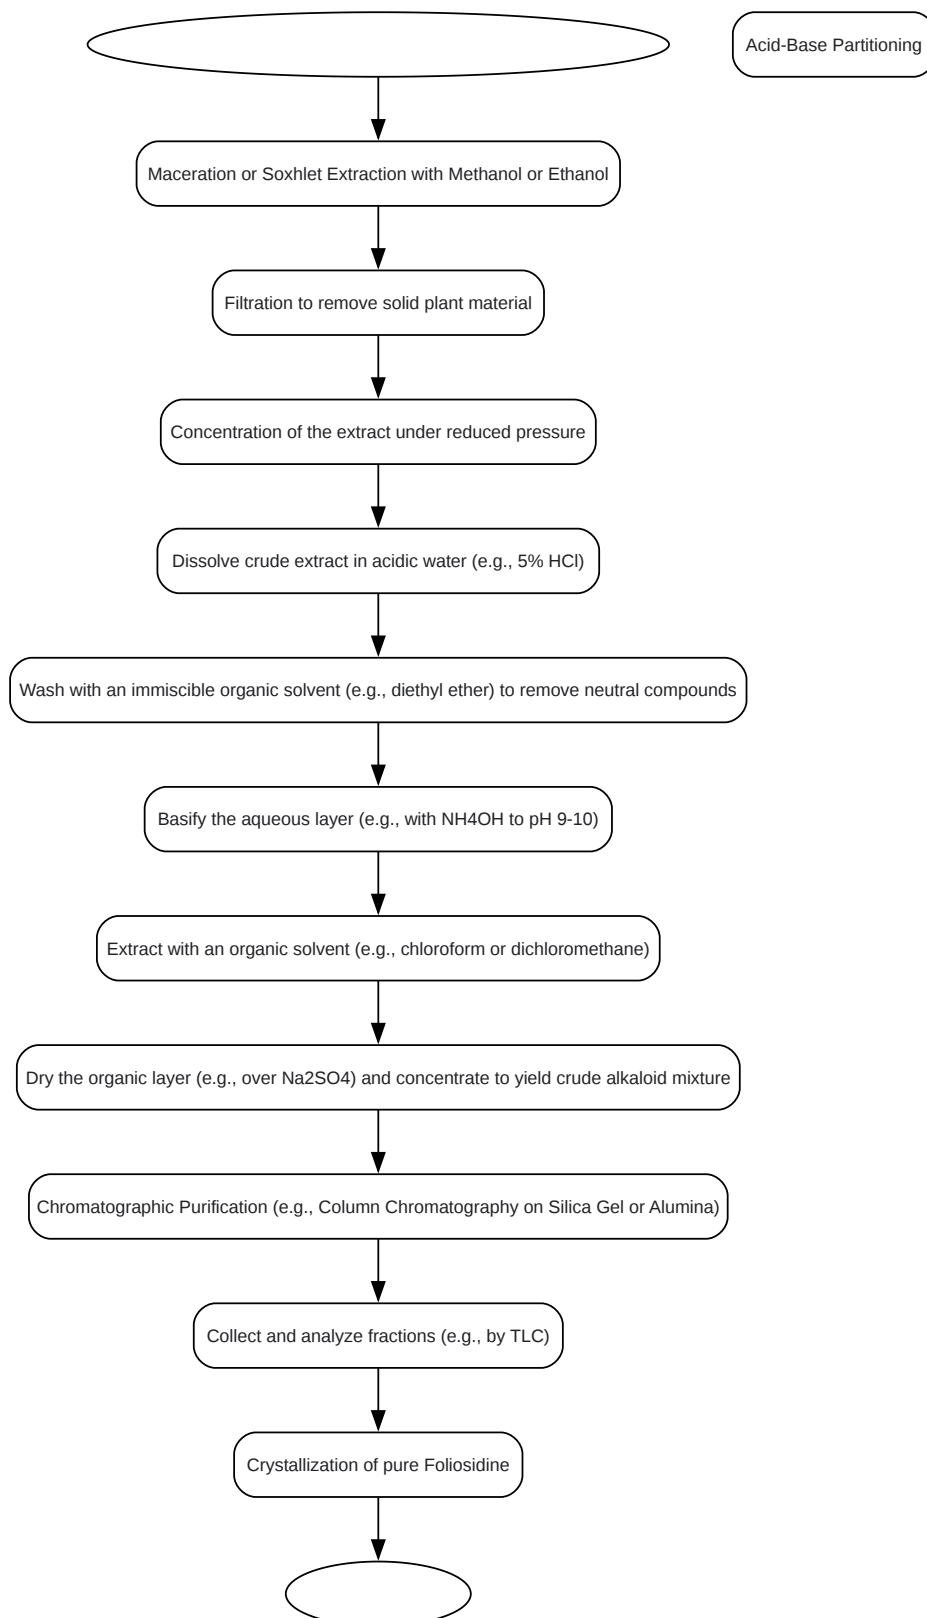 Acid-Base Partitioning
Maceration or Soxhlet Extraction with Methanol or Ethanol
Filtration to remove solid plant material
Concentration of the extract under reduced pressure
Dissolve crude extract in acidic water (e.g., 5% HCl)
Wash with an immiscible organic solvent (e.g., diethyl ether) to remove neutral compounds
Basify the aqueous layer (e.g., with NH4OH to pH 9-10)
Extract with an organic solvent (e.g., chloroform or dichloromethane)
Dry the organic layer (e.g., over Na2SO4) and concentrate to yield crude alkaloid mixture
Chromatographic Purification (e.g., Column Chromatography on Silica Gel or Alumina)
Collect and analyze fractions (e.g., by TLC)
Crystallization of pure Foliosidine